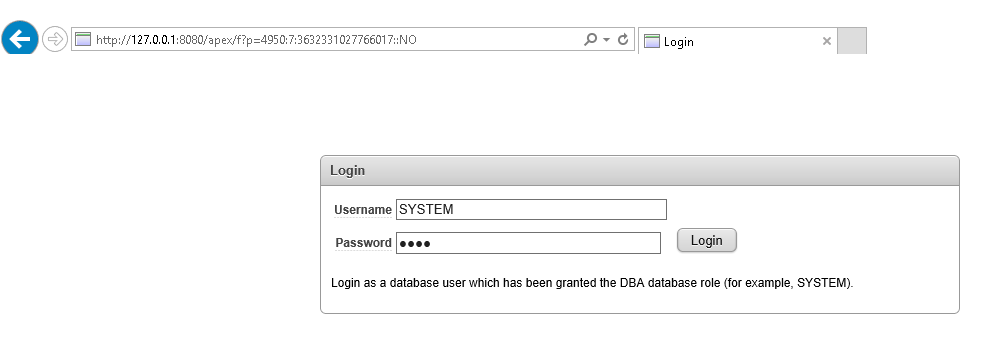 http://127.0.0.1:8080/apex/f?p=4950:7:3632331027766017::NO
Login
Login
Username SYSTEM
Password ●●●●
Login
Login as a database user which has been granted the DBA database role (for example, SYSTEM).